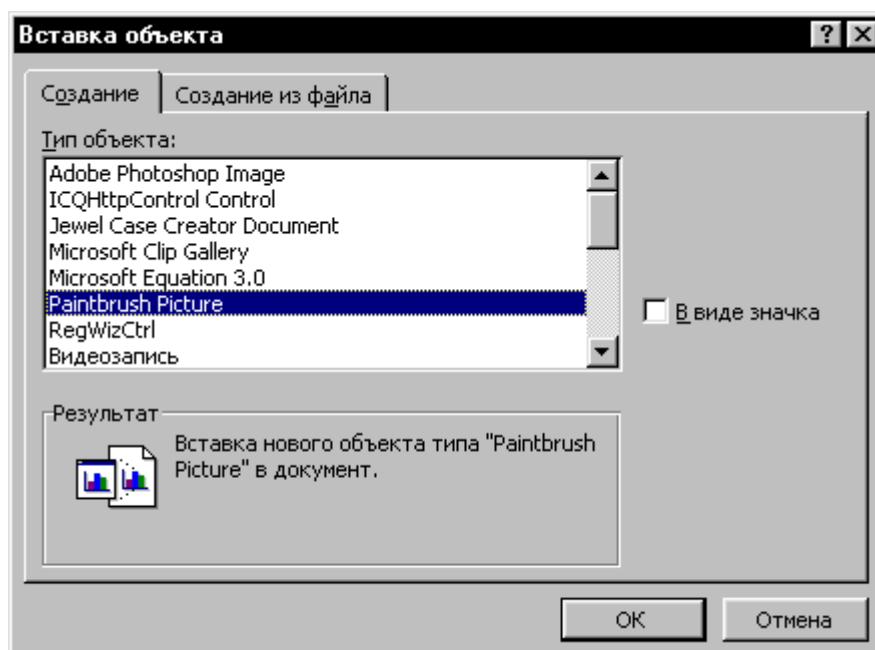 Вставка объекта
Создание
Создание из файла
Тип объекта:
Adobe Photoshop Image
ICQHttpControl Control
Jewel Case Creator Document
Microsoft Clip Gallery
Microsoft Equation 3.0
Paintbrush Picture
RegWizCtrl
Видеозапись
В виде значка
Результат
Вставка нового объекта типа "Paintbrush
Picture" в документ.
ОК
Отмена